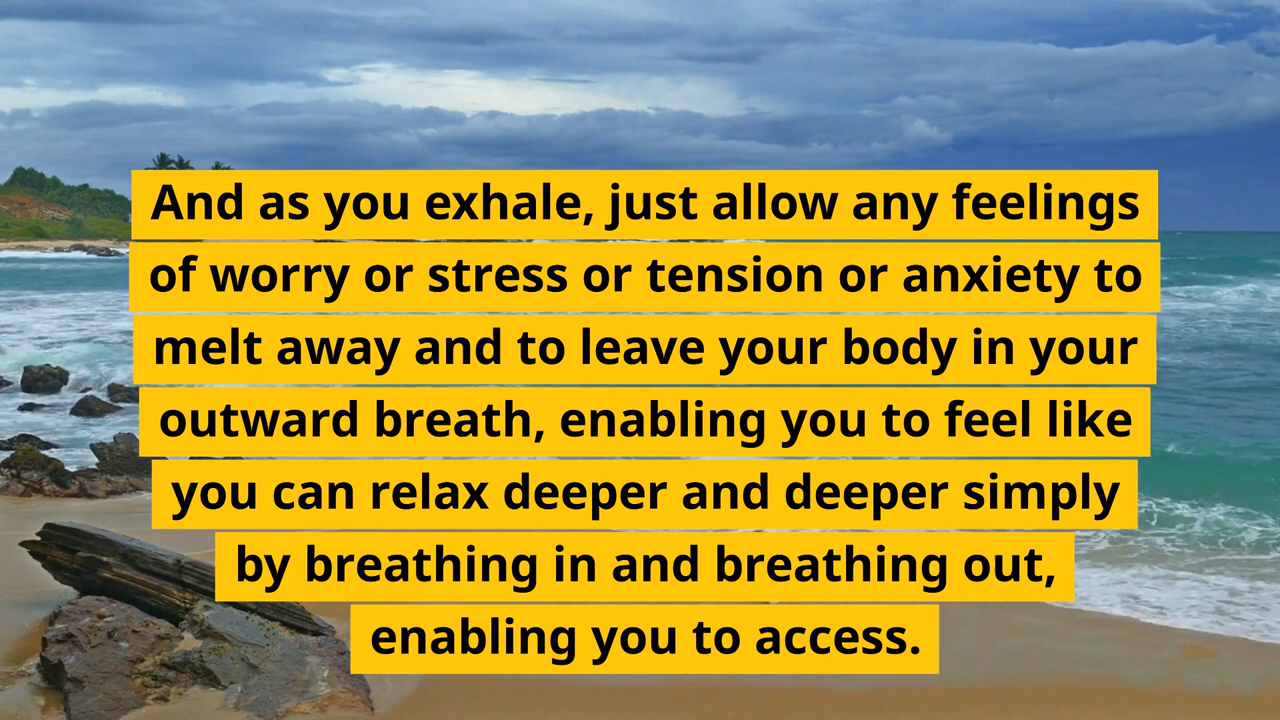 And as you exhale, just allow any feelings
of worry or stress or tension or anxiety to
melt away and to leave your body in your
outward breath, enabling you to feel like
you can relax deeper and deeper simply
by breathing in and breathing out,
enabling you to access.